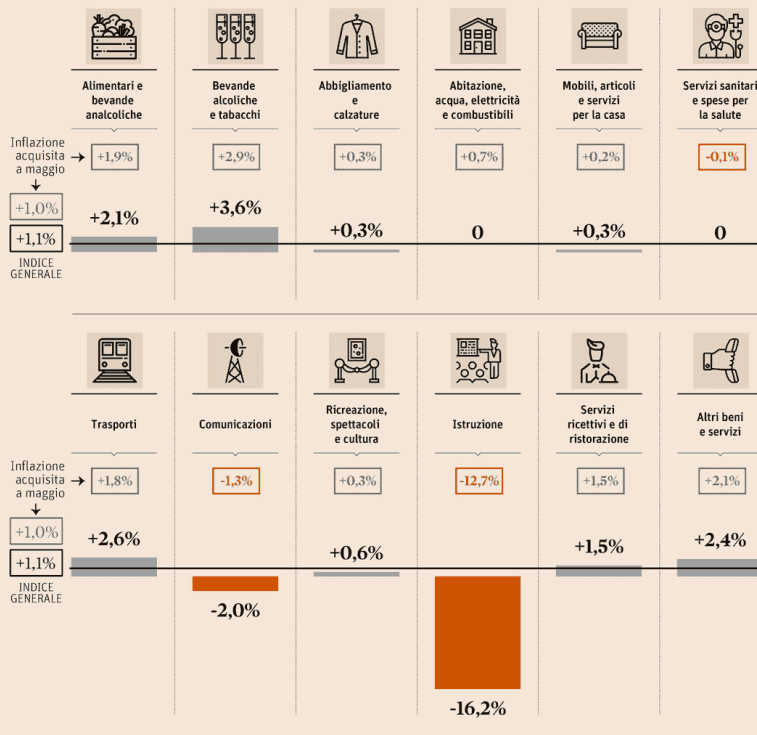 Alimentari e
bevande
analcoliche
Bevande
alcoliche
e tabacchi
Abbigliamento
e
calzature
Abitazione,
acqua, elettricità
e combustibili
Mobili, articoli
e servizi
per la casa
Servizi sanitari
e spese per
la salute
Inflazione
acquisita
a maggio
+1,9%
+2,9%
+0,3%
+0,7%
+0,2%
-0,1%
+1,0%
+1,1%
INDICE
GENERALE
+2,1%
+3,6%
+0,3%
0
+0,3%
0
Trasporti
Comunicazioni
Ricreazione,
spettacoli
e cultura
Istruzione
Servizi
ricettivi e di
ristorazione
Altri beni
e servizi
Inflazione
acquisita
a maggio
+1,8%
-1,3%
+0,3%
-12,7%
+1,5%
+2,1%
+1,0%
+1,1%
INDICE
GENERALE
+2,6%
-2,0%
+0,6%
-16,2%
+1,5%
+2,4%